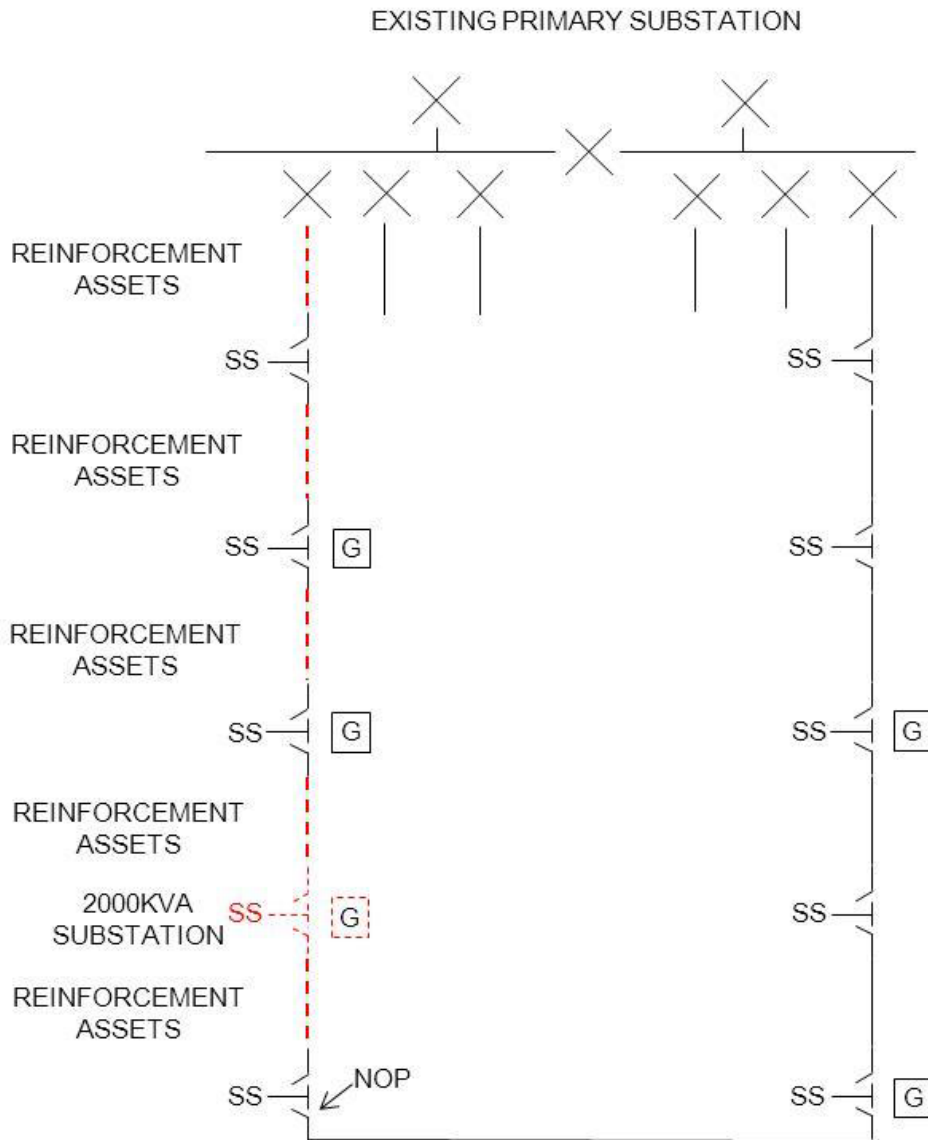 EXISTING PRIMARY SUBSTATION
REINFORCEMENT
ASSETS
SS
SS
REINFORCEMENT
ASSETS
SS
G
SS
REINFORCEMENT
ASSETS
SS
G
SS
G
REINFORCEMENT
ASSETS
2000KVA
SUBSTATION
SS
G
SS
REINFORCEMENT
ASSETS
NOP
SS
SS
G